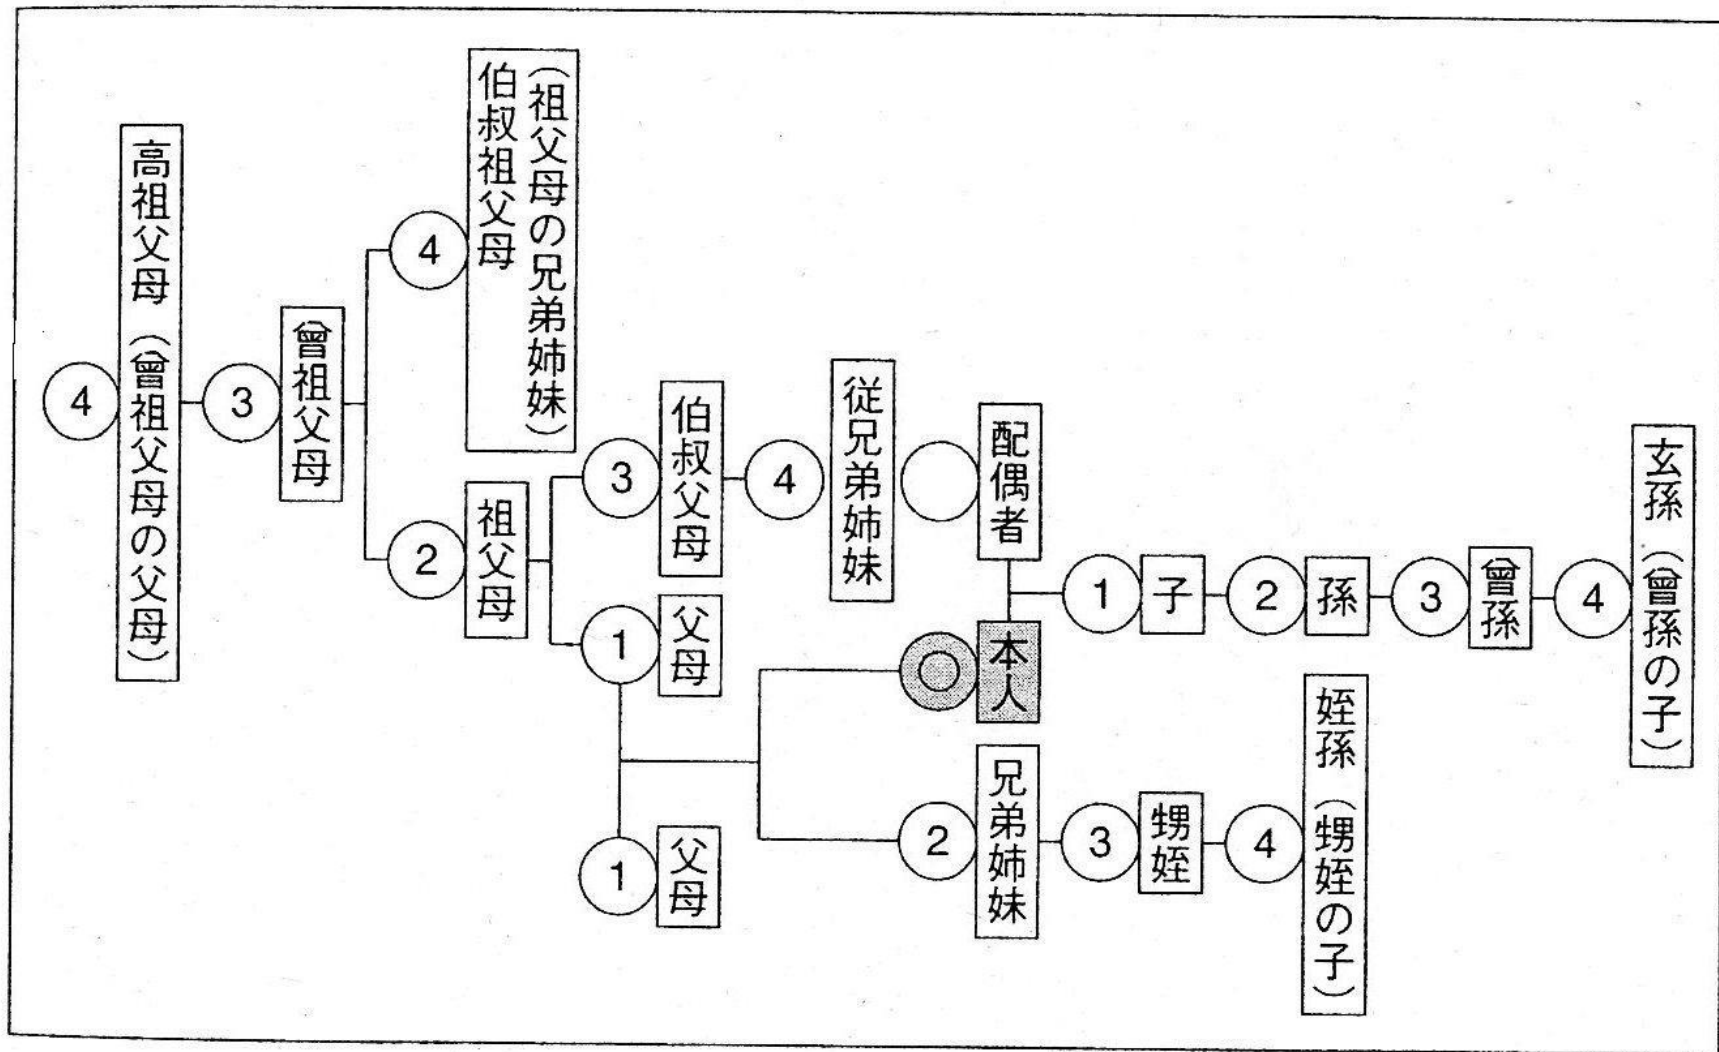 4
高祖父母（曾祖父母の父母）
3
曾祖父母
4
（祖父母の兄弟姉妹）
伯叔祖父母
2
祖父母
3
伯叔父母
4
従兄弟姉妹
1
父母
1
父母
配偶者
本人
1
子
2
孫
3
曾孫
4
玄孫（曾孫の子）
2
兄弟姉妹
3
甥姪
4
姪孫（甥姪の子）